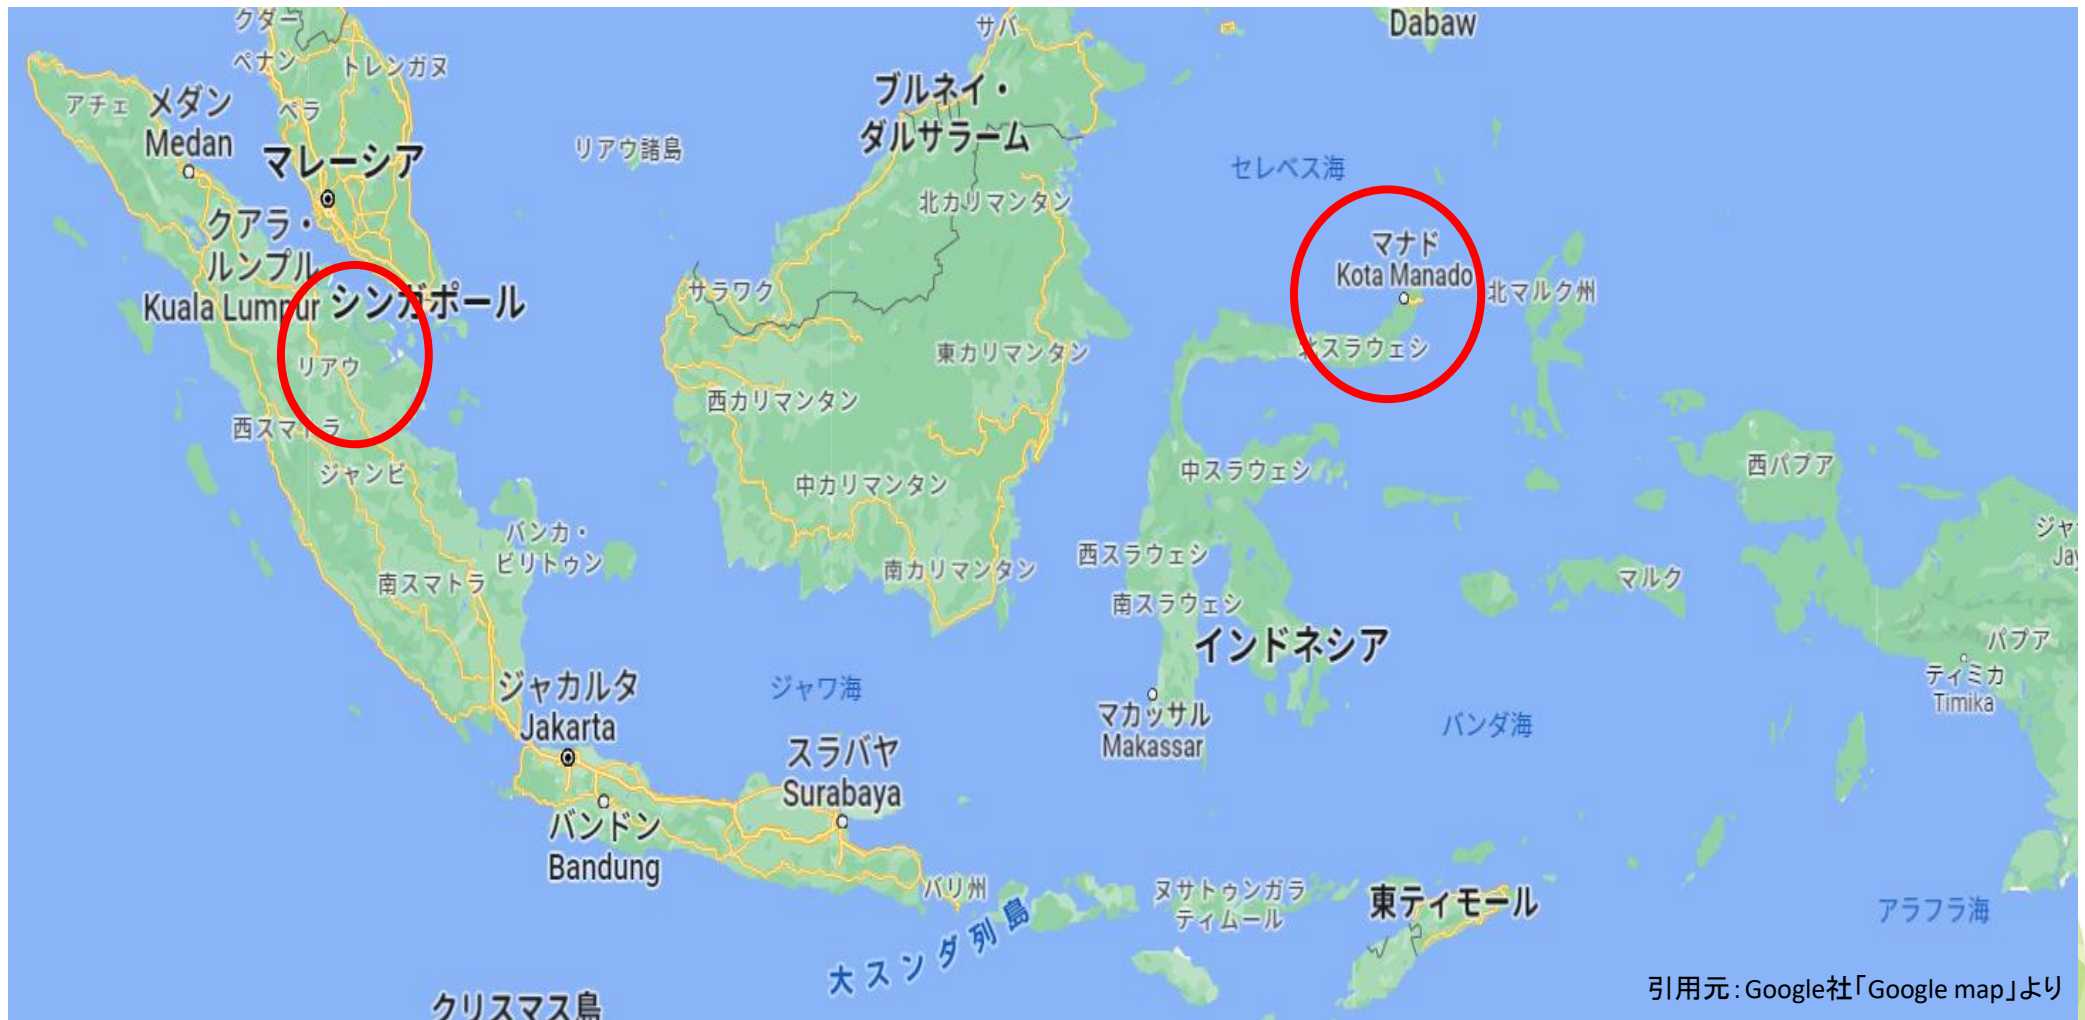 クダー
サバ
Dabaw
ペナン
トレンガヌ
アチェ
メダン
Medan
ペラ
マレーシア
リアウ諸島
ブルネイ・
ダルサラーム
セレベス海
北カリマンタン
クアラ・
ルンプル
Kuala Lumpur
シンガポール
サラワク
マナド
Kota Manado
北マルク州
リアウ
東カリマンタン
北スラウェシ
西カリマンタン
西スマトラ
ジャンビ
中カリマンタン
中スラウェシ
西パプア
バンカ・
ビリトゥン
南スマトラ
南カリマンタン
西スラウェシ
南スラウェシ
マルク
ジャ
Jay
インドネシア
パプア
ティミカ
Timika
ジャカルタ
Jakarta
ジャワ海
マカッサル
Makassar
バンダ海
スラバヤ
Surabaya
バンドン
Bandung
バリ州
ヌサトゥンガラ
ティムール
東ティモール
アラフラ海
大スンダ列島
クリスマス島
引用元：Google社「Google map」より